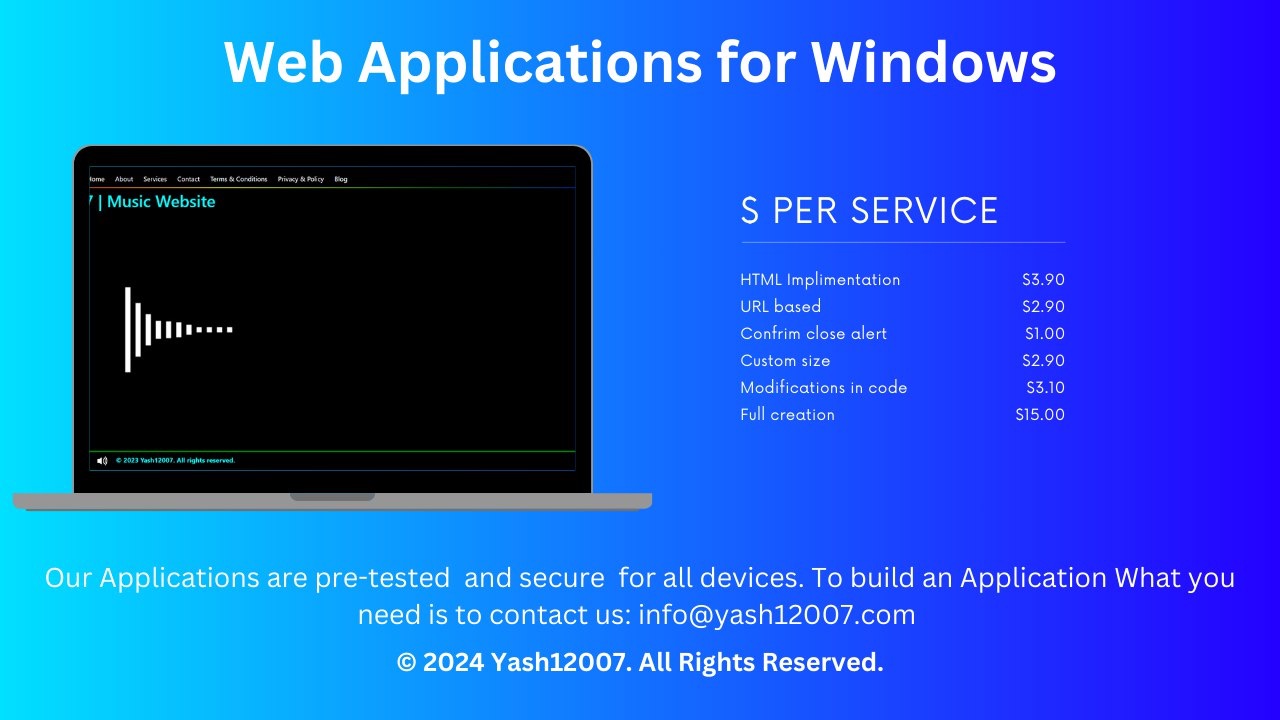 Web Applications for Windows
Home About Services Contact Terms & Conditions Privacy & Policy Blog
| Music Website
© 2023 Yash12007. All rights reserved.
$ PER SERVICE
HTML Implimentation $3.90
URL based $2.90
Confrim close alert $1.00
Custom size $2.90
Modifications in code $3.10
Full creation $15.00
Our Applications are pre-tested and secure for all devices. To build an Application What you
need is to contact us: info@yash12007.com
© 2024 Yash12007. All Rights Reserved.